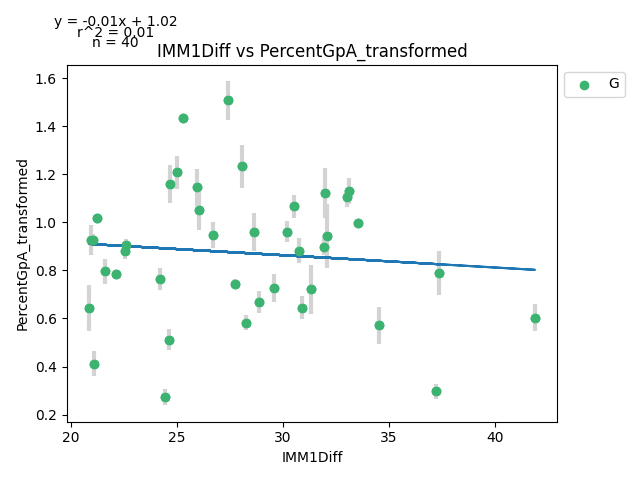 y = -0.01x + 1.02
r^2 = 0.01
n = 40
IMM1Diff vs PercentGpA_transformed
G
PercentGpA_transformed
1.6
1.4
1.2
1.0
0.8
0.6
0.4
0.2
20 25 30 35 40
IMM1Diff